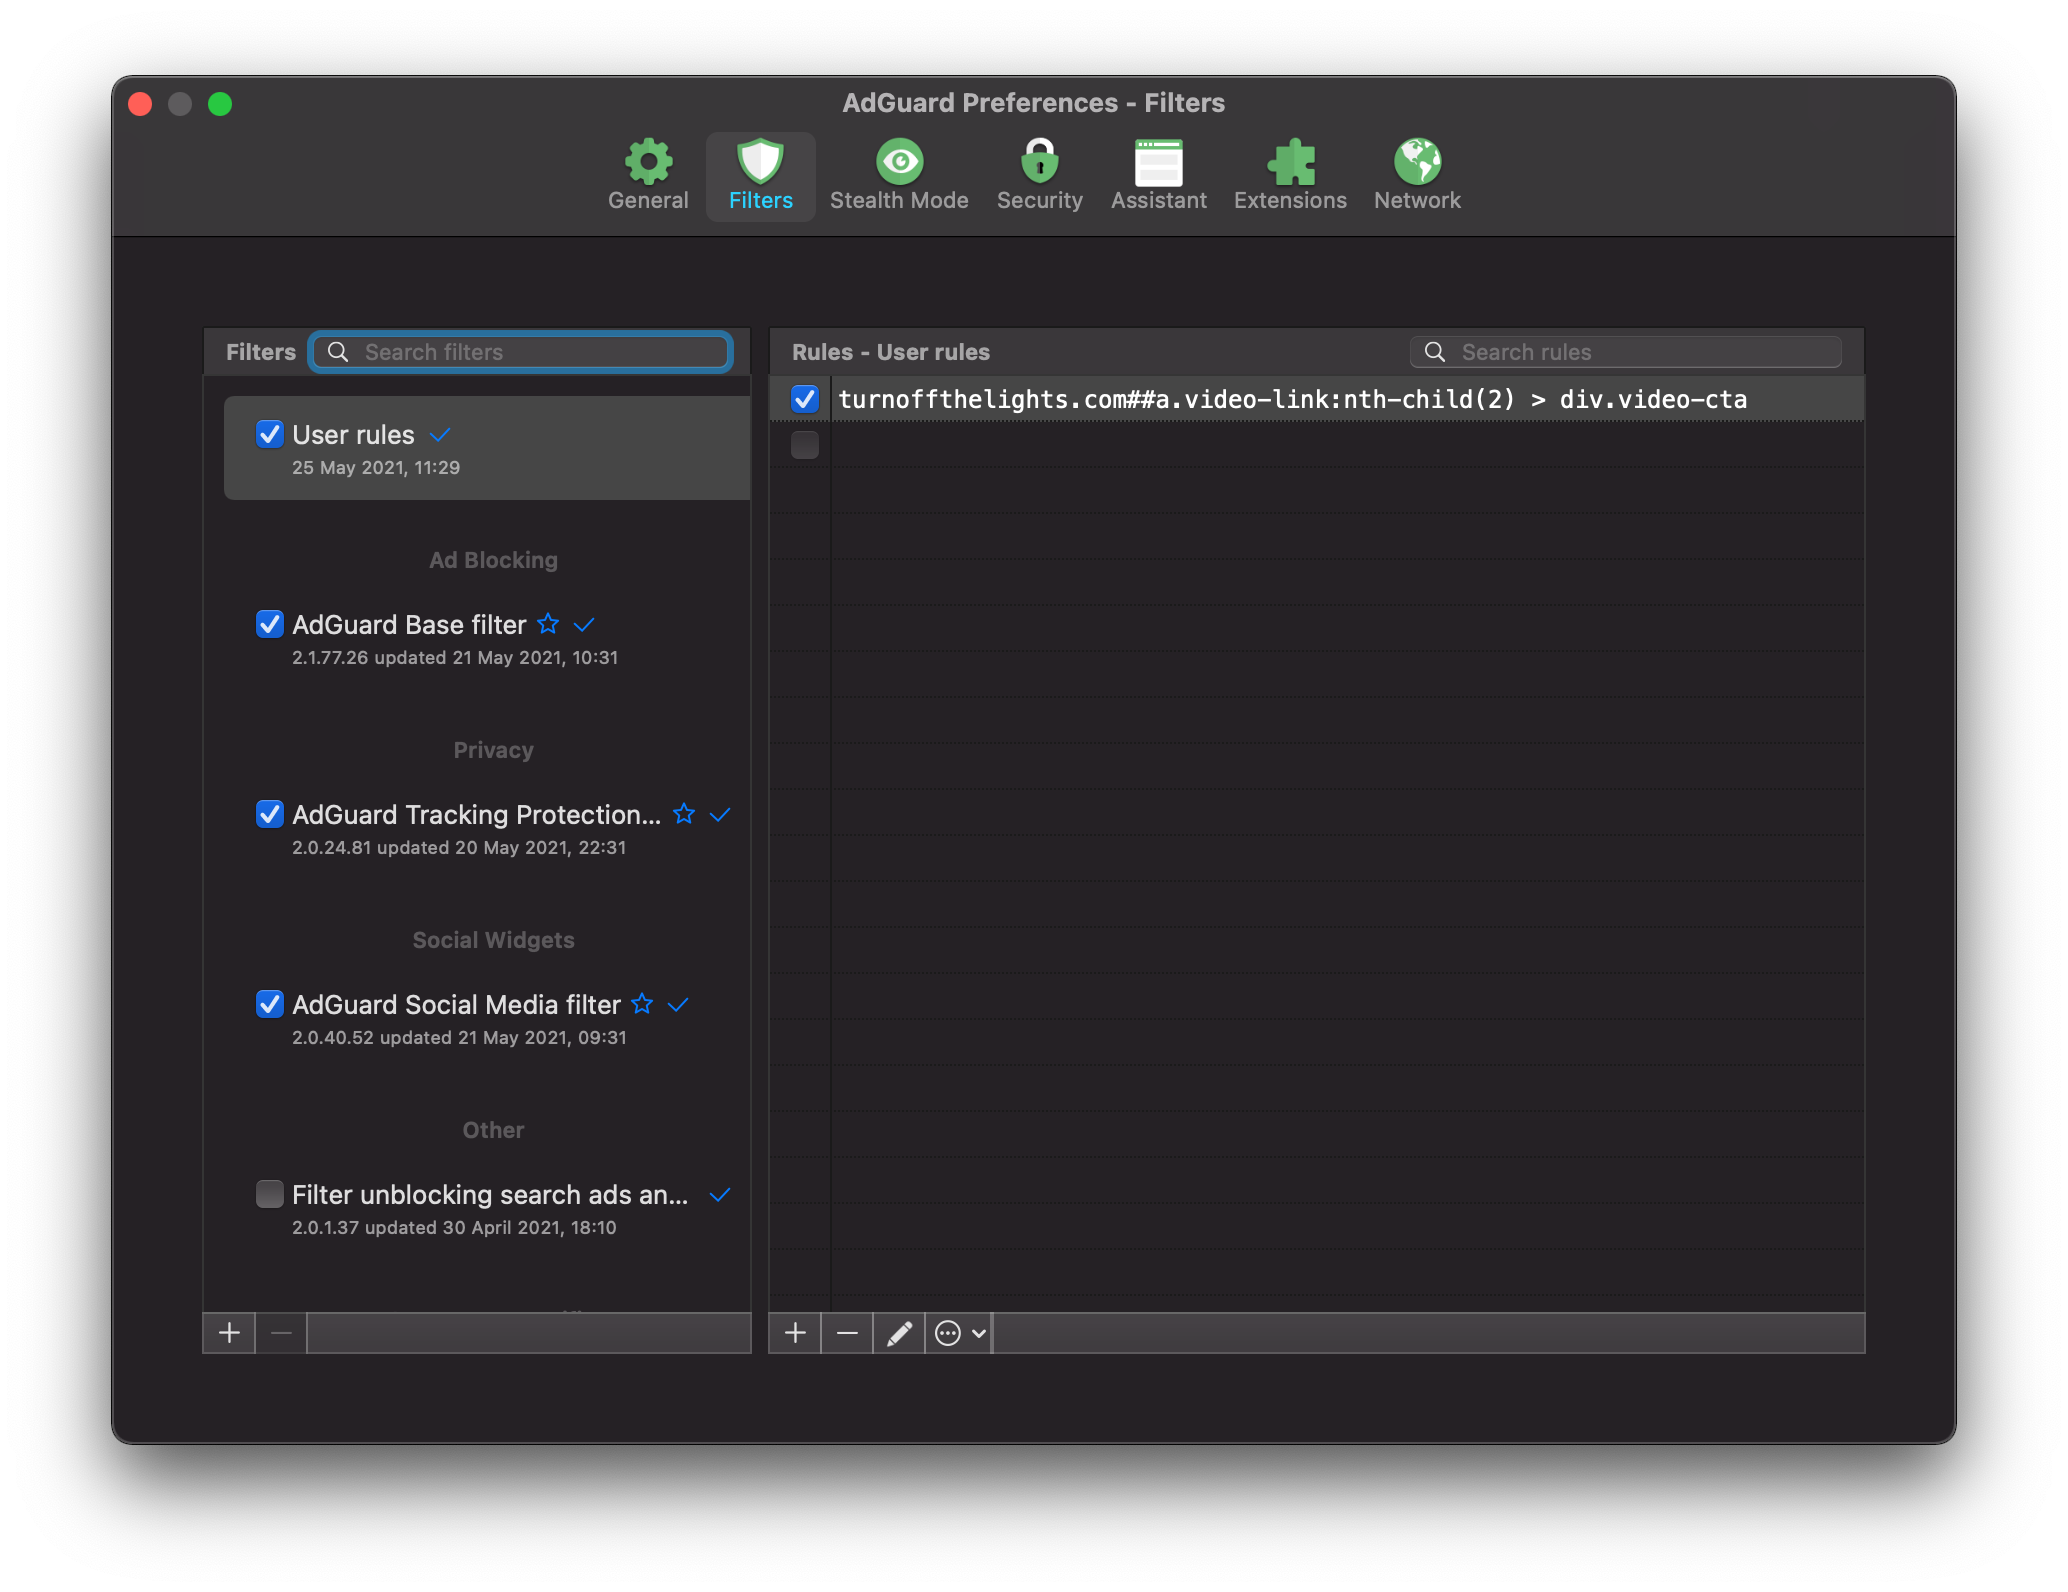 AdGuard Preferences - Filters
General
Filters
Stealth Mode
Security
Assistant
Extensions
Network
Filters
Search filters
User rules
25 May 2021, 11:29
Ad Blocking
AdGuard Base filter
2.1.77.26 updated 21 May 2021, 10:31
Privacy
AdGuard Tracking Protection...
2.0.24.81 updated 20 May 2021, 22:31
Social Widgets
AdGuard Social Media filter
2.0.40.52 updated 21 May 2021, 09:31
Other
Filter unblocking search ads an...
2.0.1.37 updated 30 April 2021, 18:10
Rules - User rules
Search rules
turnoffthelights.com##a.video-link:nth-child(2) > div.video-cta